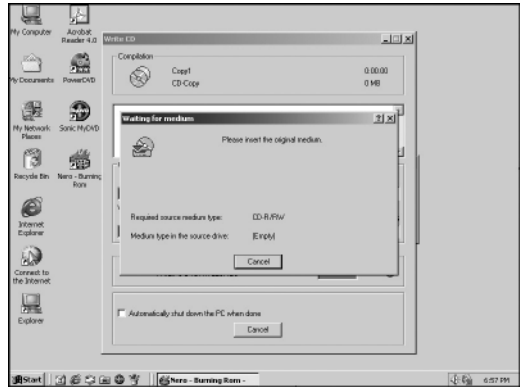 My Computer
Acrobat
Reader 4.0
My Documents
PowerDVD
My Network
Places
Sonic MyDVD
Recycle Bin
Nero - Burning
Rom
Internet
Explorer
Connect to
the Internet
Explorer
Write CD
Compilation
Copy1
0:00:00
CD-Copy
0 MB
Waiting for medium
Please insert the original medium.
Required source medium type:
CD-R/RW
Medium type in the source drive:
[Empty]
Cancel
Automatically shut down the PC when done
Cancel
Start
Nero - Burning Rom -
6:57 PM